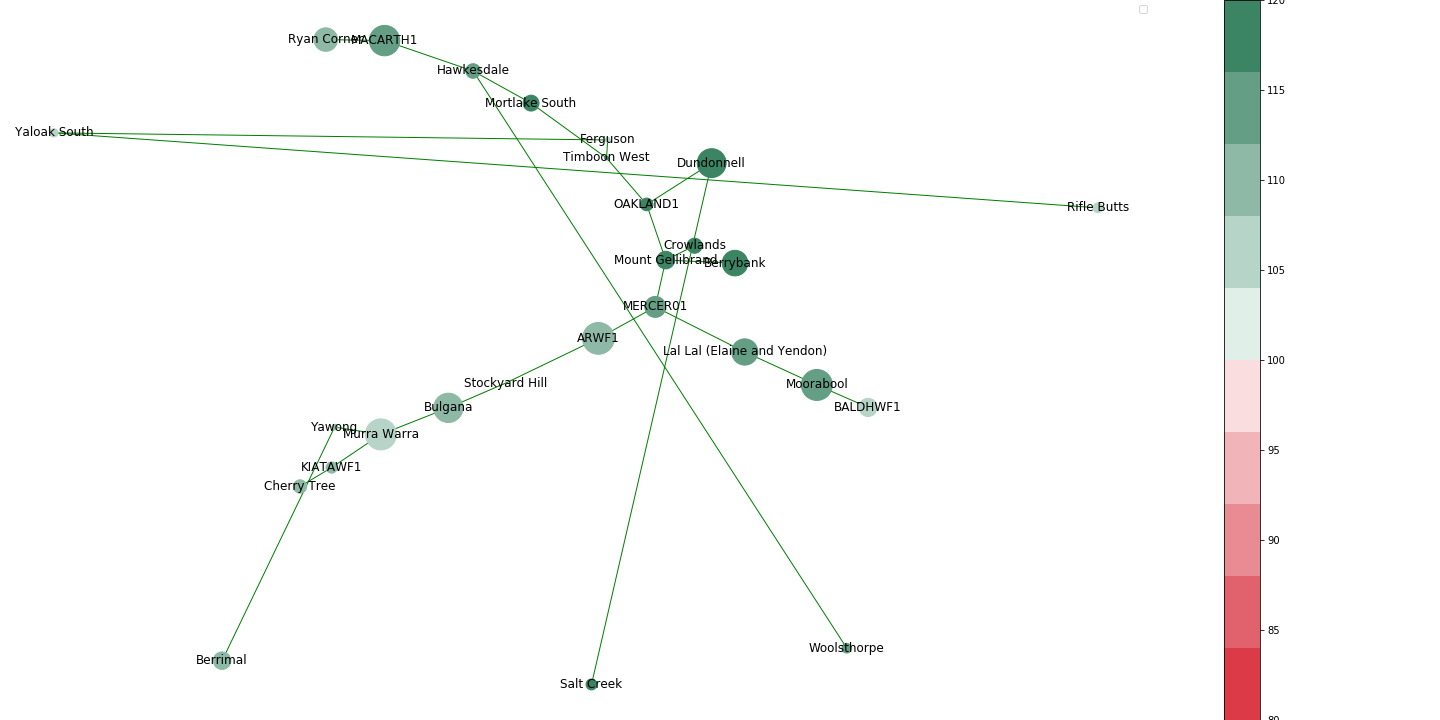 120
Ryan Corner
MACARTH1
Hawkesdale
115
Mortlake South
Yaloak South
Ferguson
Timboon West
Dundonnell
110
OAKLAND1
Rifle Butts
Crowlands
Mount Gellibrand
Berrybank
105
MERCER01
ARWF1
Lal Lal (Elaine and Yendon)
100
Stockyard Hill
Moorabool
Bulgana
BALDHWF1
Yawong
Murra Warra
95
KIATAWF1
Cherry Tree
90
85
Woolsthorpe
Berrimal
Salt Creek
80